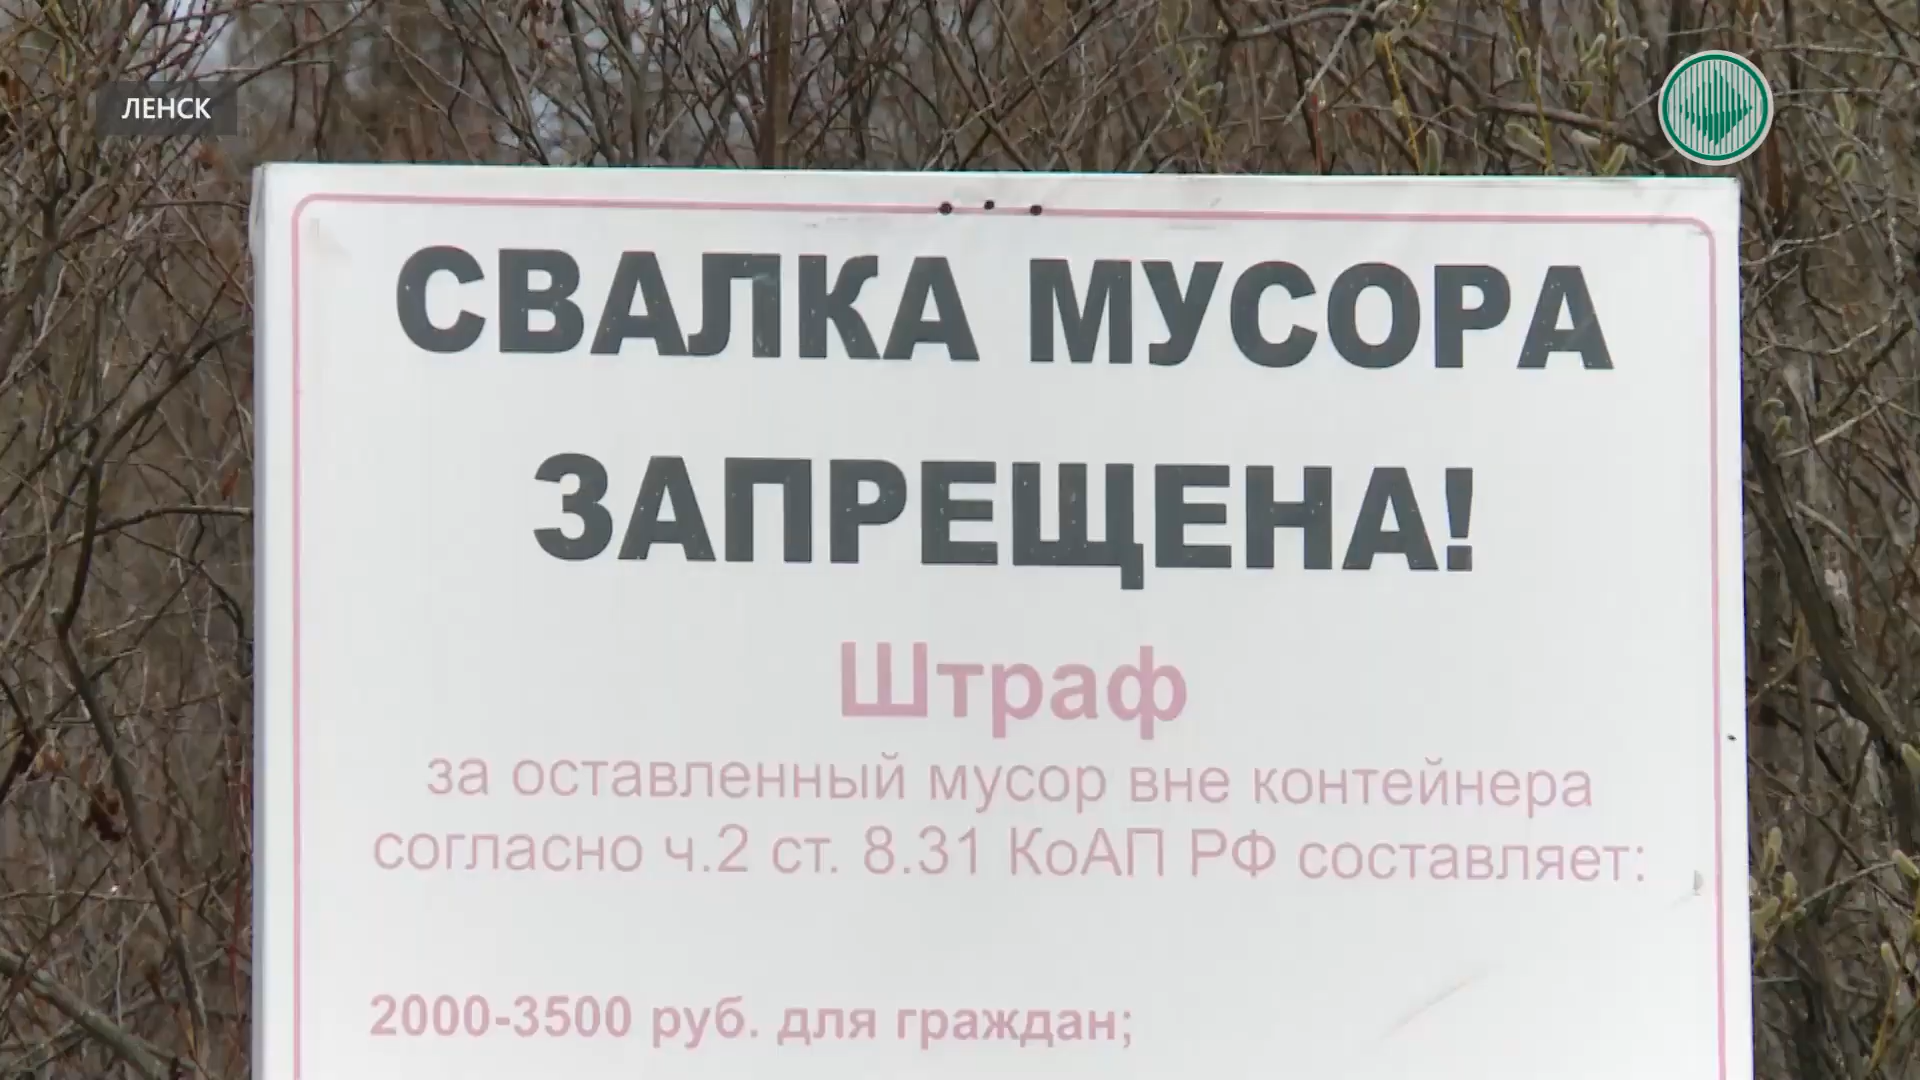 ЛЕНСК
СВАЛКА МУСОРА
ЗАПРЕЩЕНА!
Штраф
за оставленный мусор вне контейнера
согласно ч.2 ст. 8.31 КоАП РФ составляет:
2000-3500 руб. для граждан;